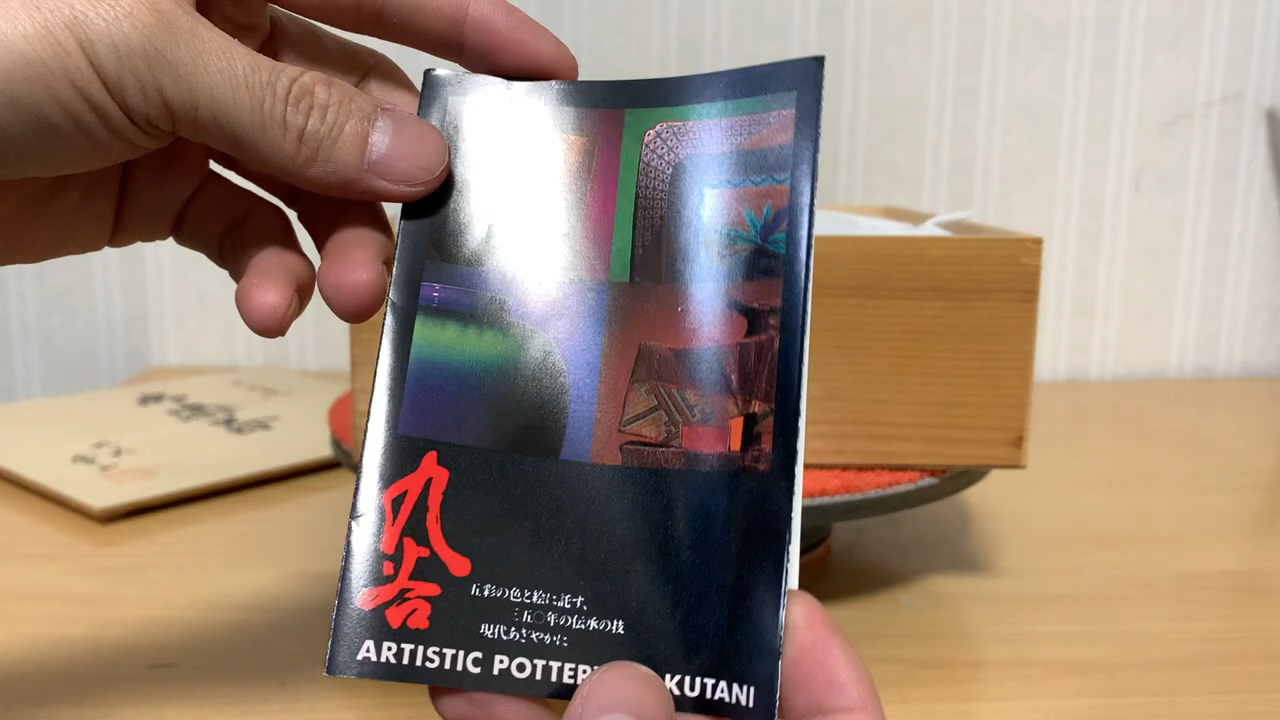 九谷
五彩の色と絵に託す、
三五〇年の伝承の技
現代あざやかに
ARTISTIC POTTER KUTANI